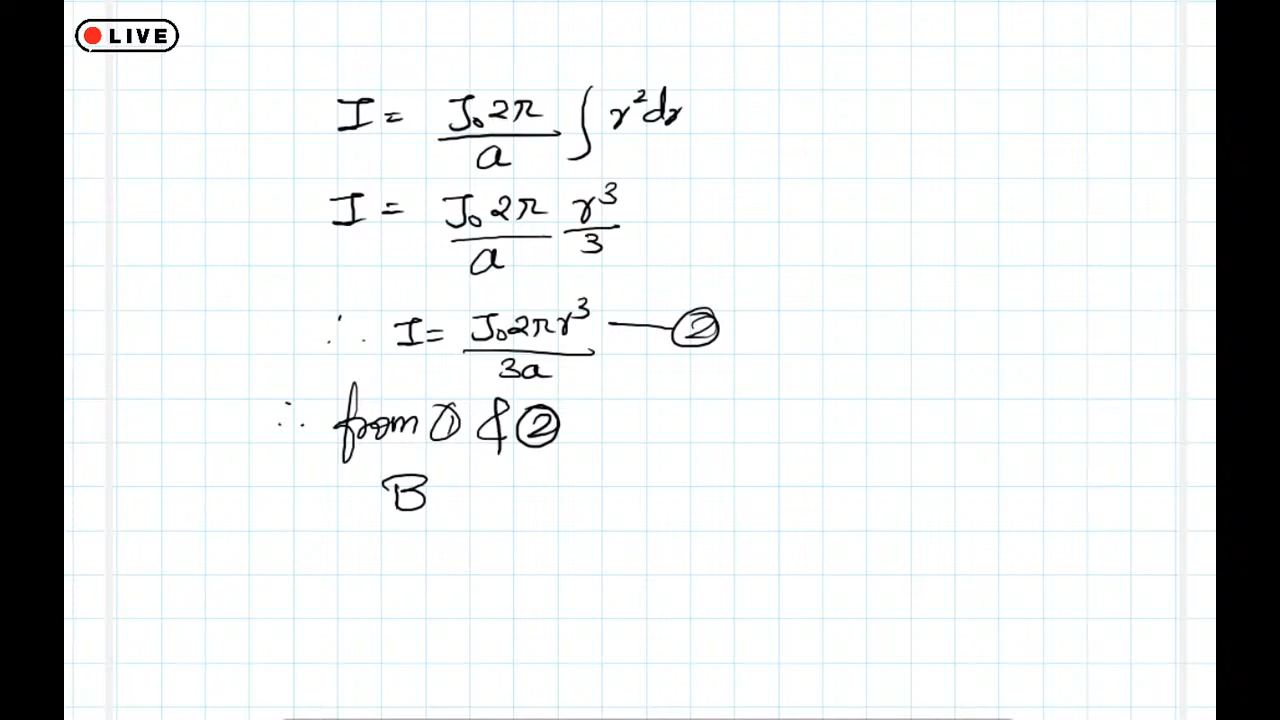 LIVE
I = J₀2π/a ∫ r²dr
I = J₀2π/a r³/3
∴ I = J₀2πr³/3a — ②
∴ from ① & ②
B